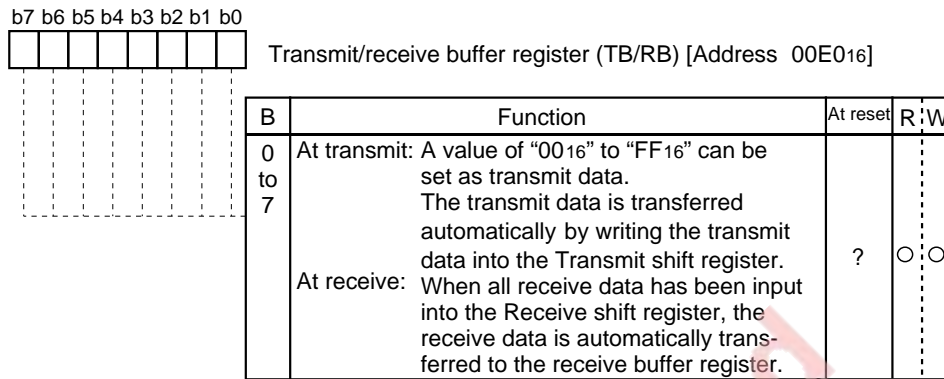 b7 b6 b5 b4 b3 b2 b1 b0
Transmit/receive buffer register (TB/RB) [Address 00E016]
B Function At reset R W
0 to 7
At transmit: A value of “0016” to “FF16” can be
set as transmit data.
The transmit data is transferred
automatically by writing the transmit
data into the Transmit shift register.
At receive: When all receive data has been input
into the Receive shift register, the
receive data is automatically trans-
ferred to the receive buffer register.
? ○ ○